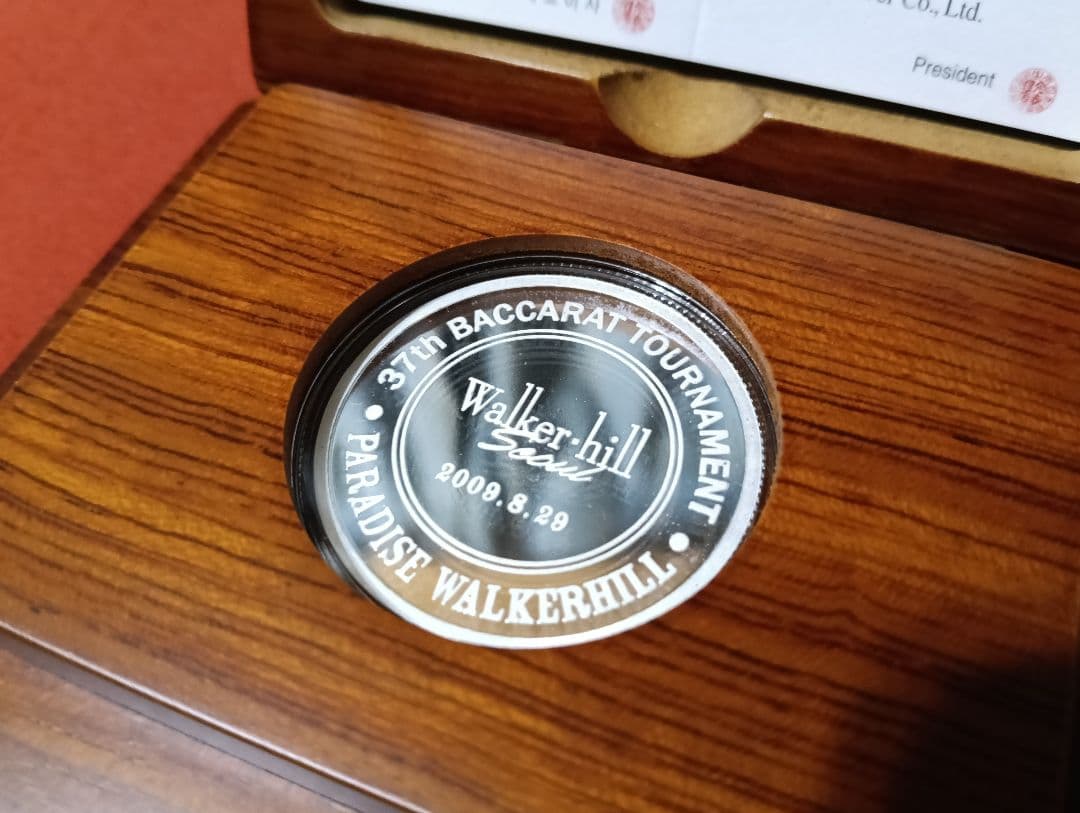 Co., Ltd.
President
37th BACCARAT TOURNAMENT
Walker-hill
Seoul
2009.8.29
PARADISE WALKERHILL